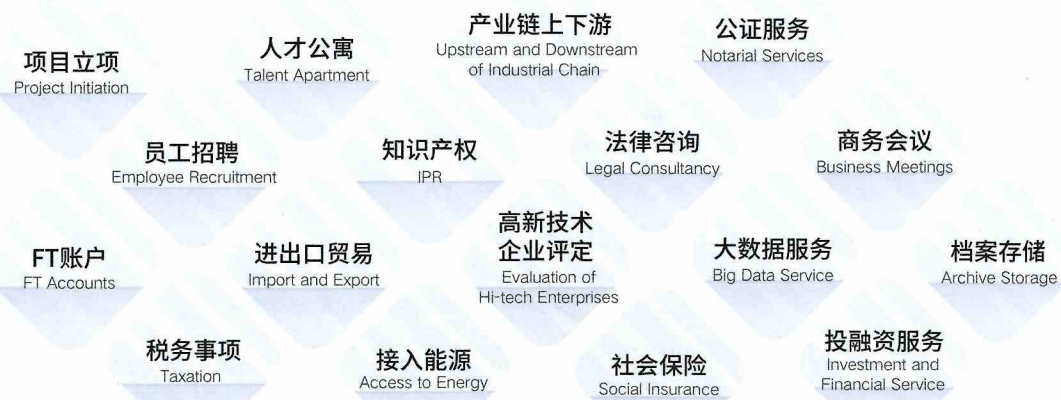 项目立项
Project Initiation
人才公寓
Talent Apartment
产业链上下游
Upstream and Downstream
of Industrial Chain
公证服务
Notarial Services
员工招聘
Employee Recruitment
知识产权
IPR
法律咨询
Legal Consultancy
商务会议
Business Meetings
FT账户
FT Accounts
进出口贸易
Import and Export
高新技术
企业评定
Evaluation of
Hi-tech Enterprises
大数据服务
Big Data Service
档案存储
Archive Storage
税务事项
Taxation
接入能源
Access to Energy
社会保险
Social Insurance
投融资服务
Investment and
Financial Service